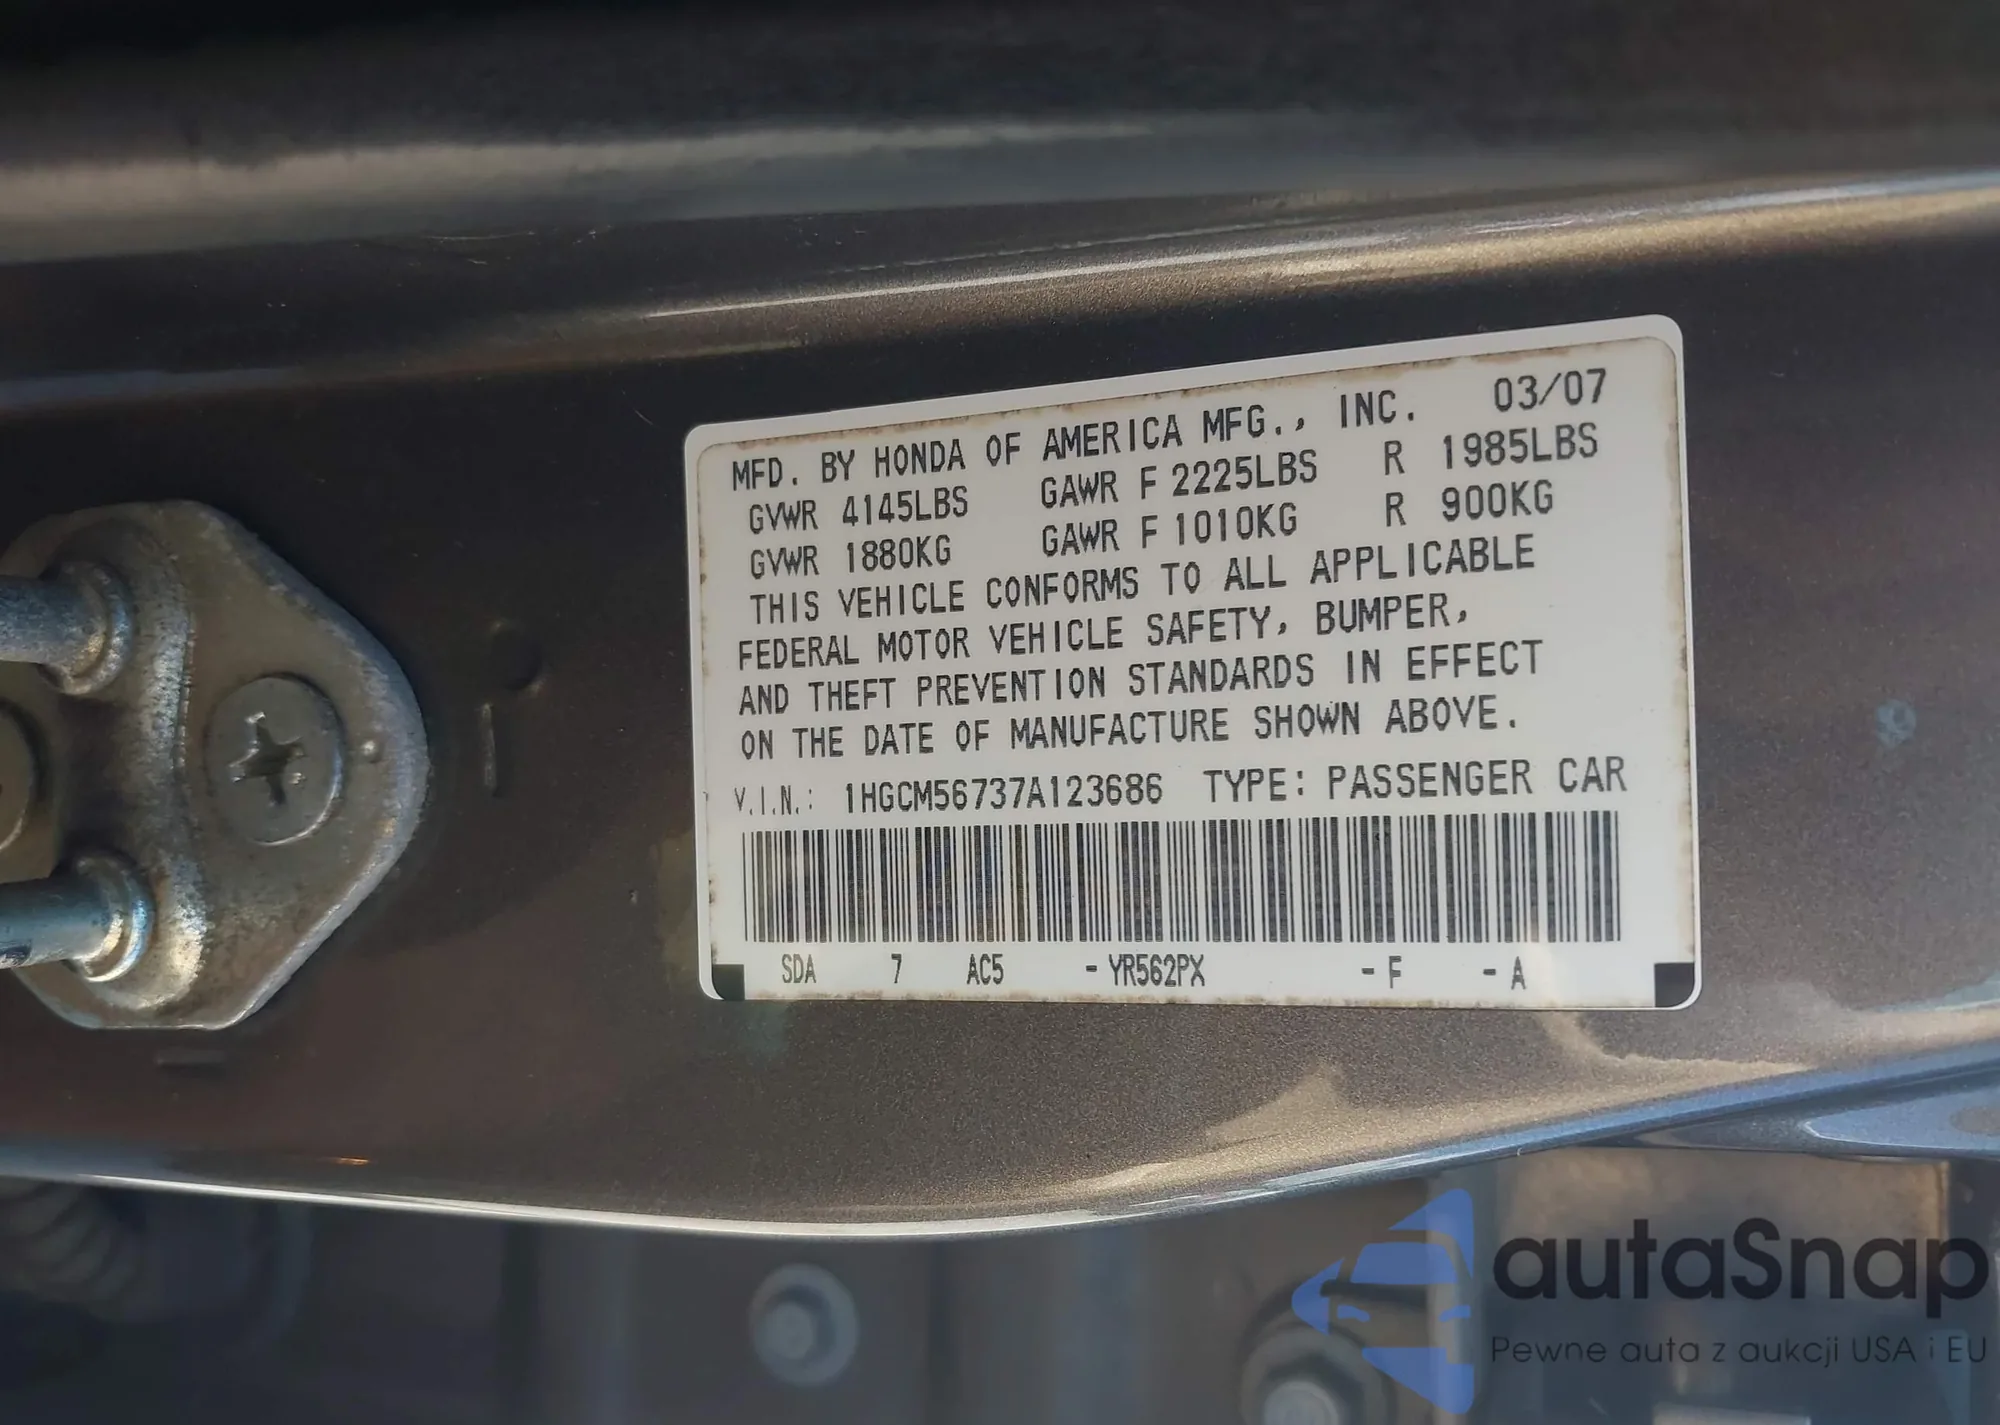 MFD. BY HONDA OF AMERICA MFG., INC. 03/07
GVWR 4145LBS GAWR F 2225LBS R 1985LBS
GVWR 1880KG GAWR F 1010KG R 900KG
THIS VEHICLE CONFORMS TO ALL APPLICABLE
FEDERAL MOTOR VEHICLE SAFETY, BUMPER,
AND THEFT PREVENTION STANDARDS IN EFFECT
ON THE DATE OF MANUFACTURE SHOWN ABOVE.
V.I.N.: 1HGCM56737A123686 TYPE: PASSENGER CAR
SDA 7 AC5 - YR562PX - F - A
autaSnap
Pewne auta z aukcji USA i EU